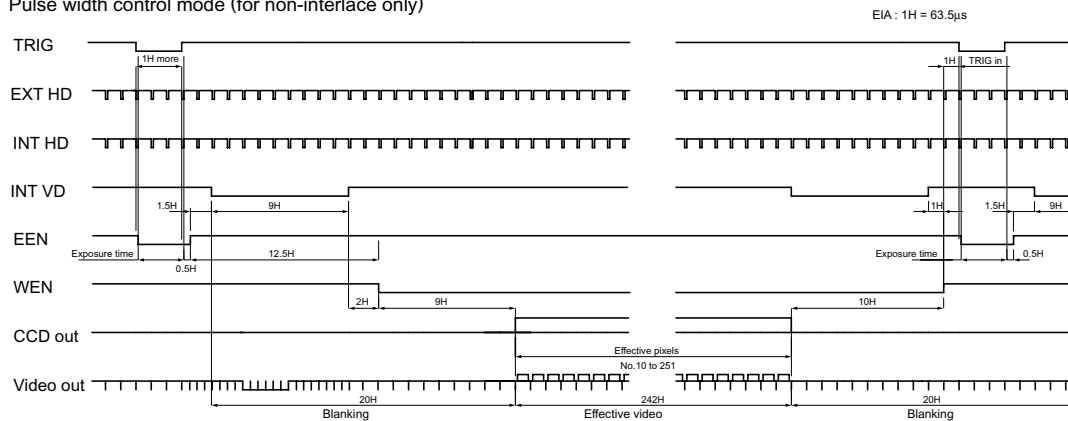 Pulse width control mode (for non-interlace only)
EIA : 1H = 63.5µs
TRIG
1H more
1H
TRIG in
EXT HD
INT HD
INT VD
1.5H
9H
1H
1.5H
9H
EEN
Exposure time
0.5H
12.5H
Exposure time
0.5H
WEN
2H
9H
10H
CCD out
Effective pixels
No.10 to 251
Video out
20H
242H
20H
Blanking
Effective video
Blanking